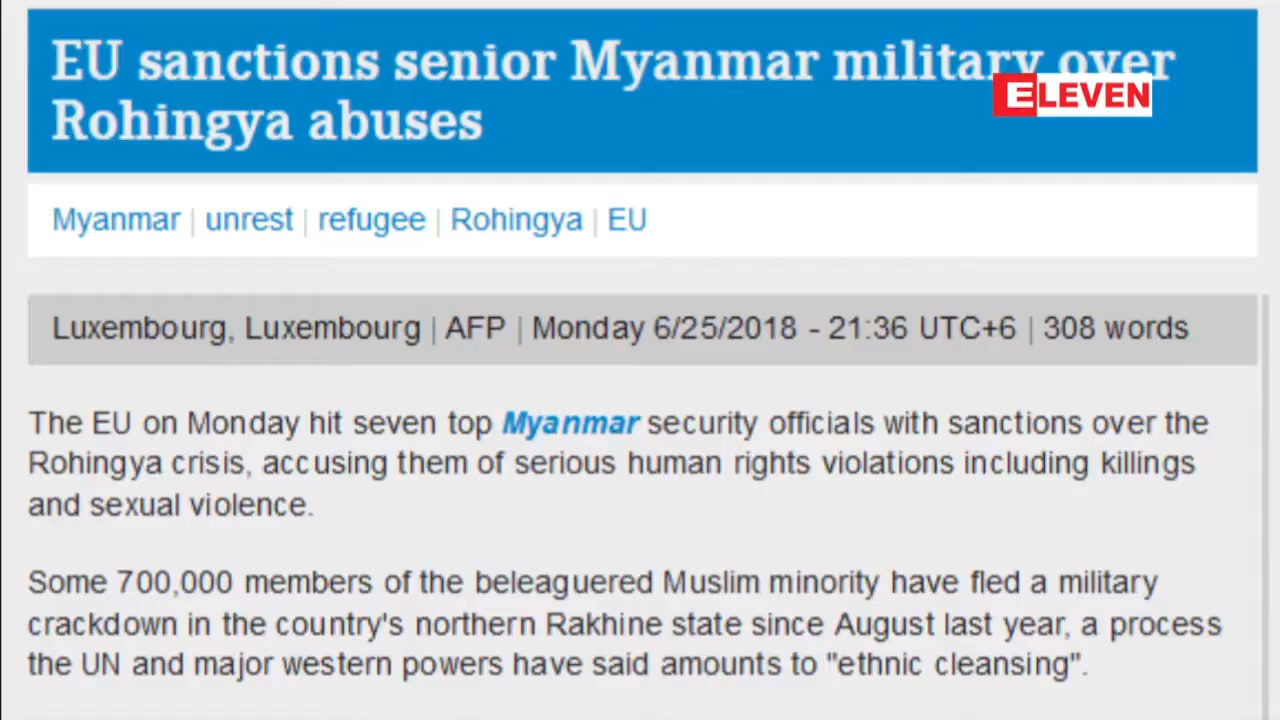 EU sanctions senior Myanmar military over
ELEVEN
Rohingya abuses
Myanmar | unrest | refugee | Rohingya | EU
Luxembourg, Luxembourg | AFP | Monday 6/25/2018 - 21:36 UTC+6 | 308 words
The EU on Monday hit seven top Myanmar security officials with sanctions over the
Rohingya crisis, accusing them of serious human rights violations including killings
and sexual violence.
Some 700,000 members of the beleaguered Muslim minority have fled a military
crackdown in the country's northern Rakhine state since August last year, a process
the UN and major western powers have said amounts to "ethnic cleansing".